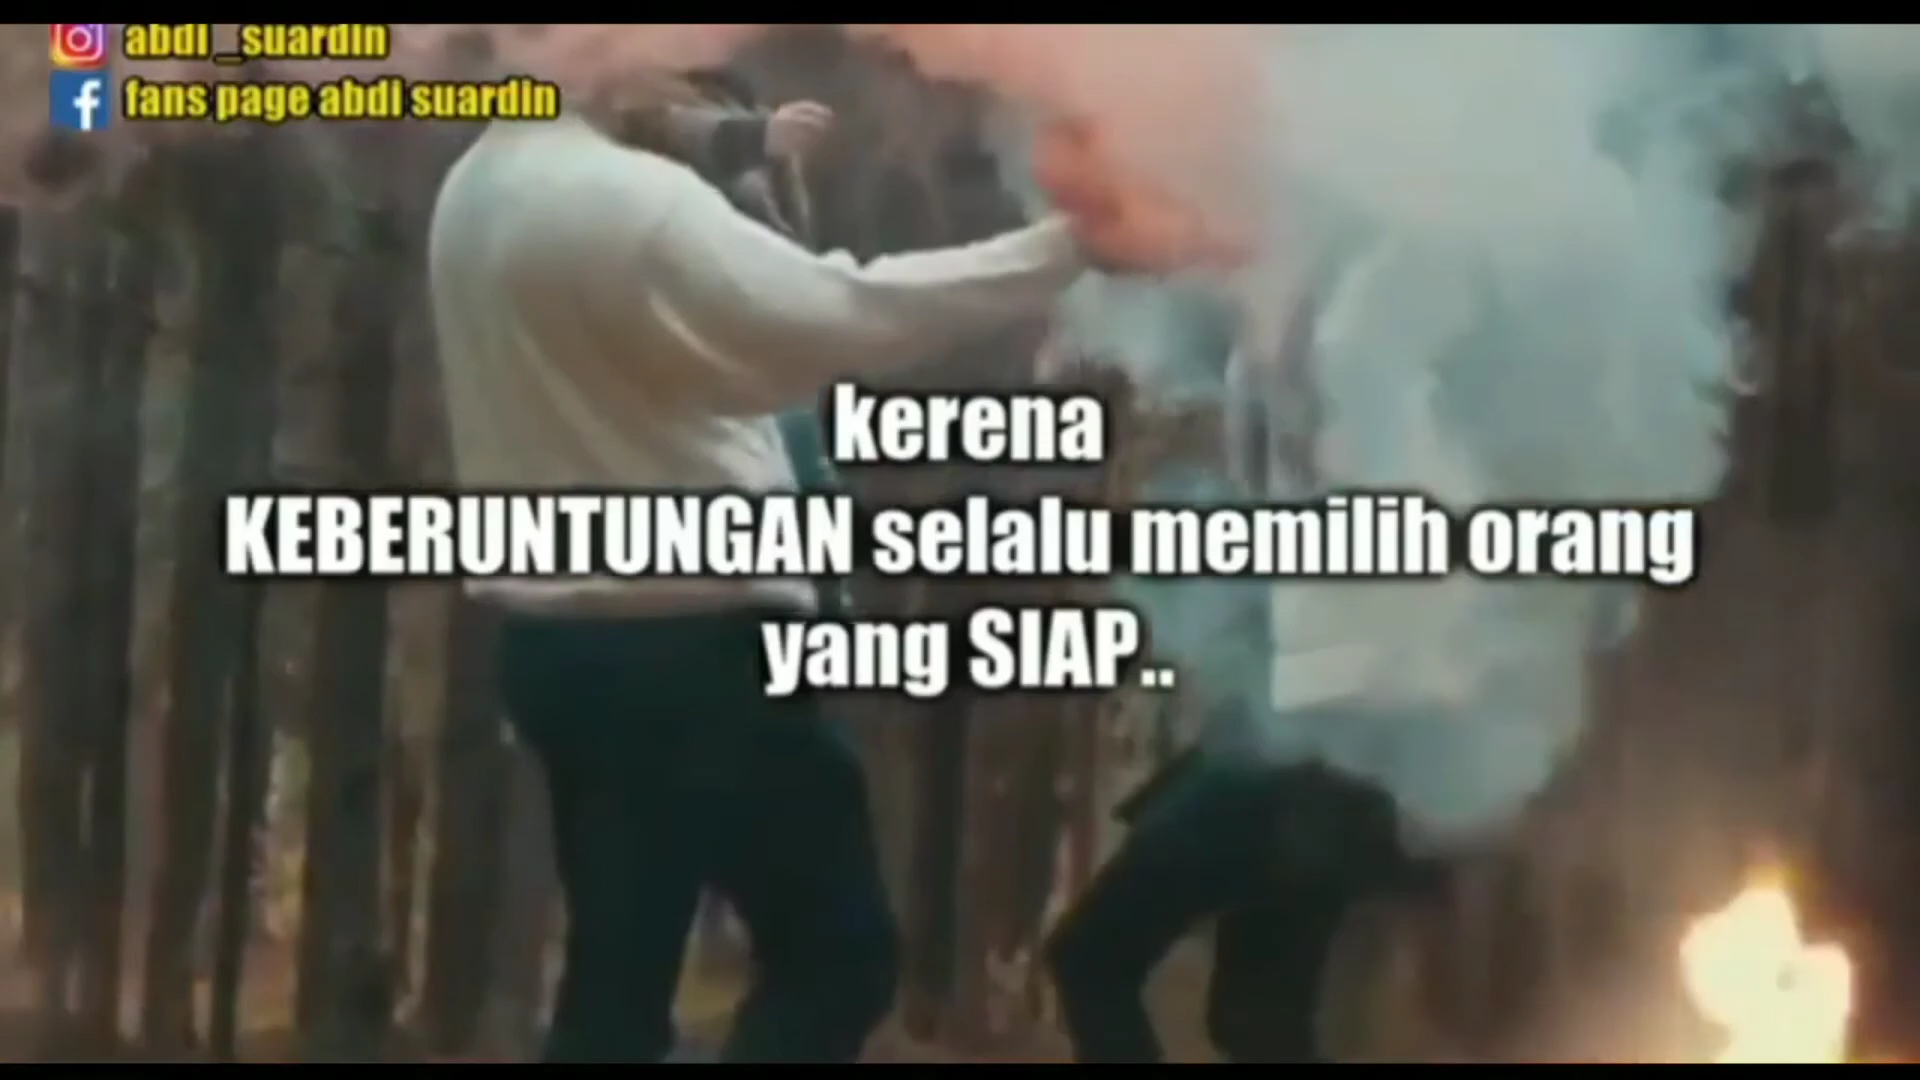 abdi_suardin
fans page abdi suardin
kerena
KEBERUNTUNGAN selalu memilih orang
yang SIAP..